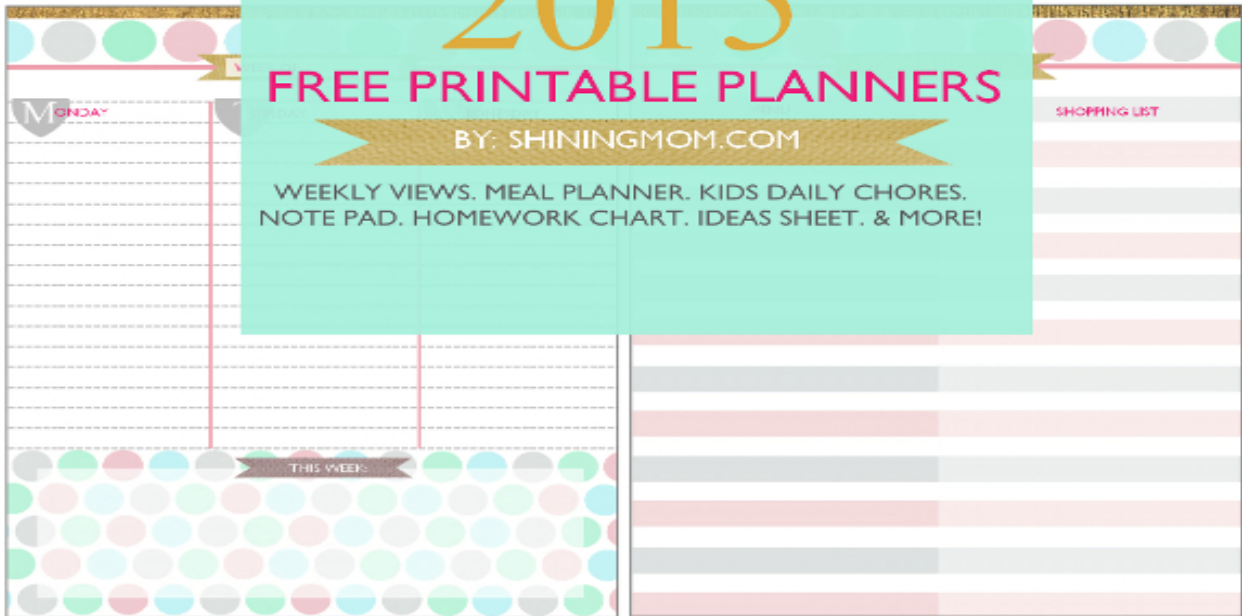 2015
FREE PRINTABLE PLANNERS
BY: SHININGMOM.COM
WEEKLY VIEWS. MEAL PLANNER. KIDS DAILY CHORES.
NOTE PAD. HOMEWORK CHART. IDEAS SHEET. & MORE!
MONDAY
SHOPPING LIST
THIS WEEK: